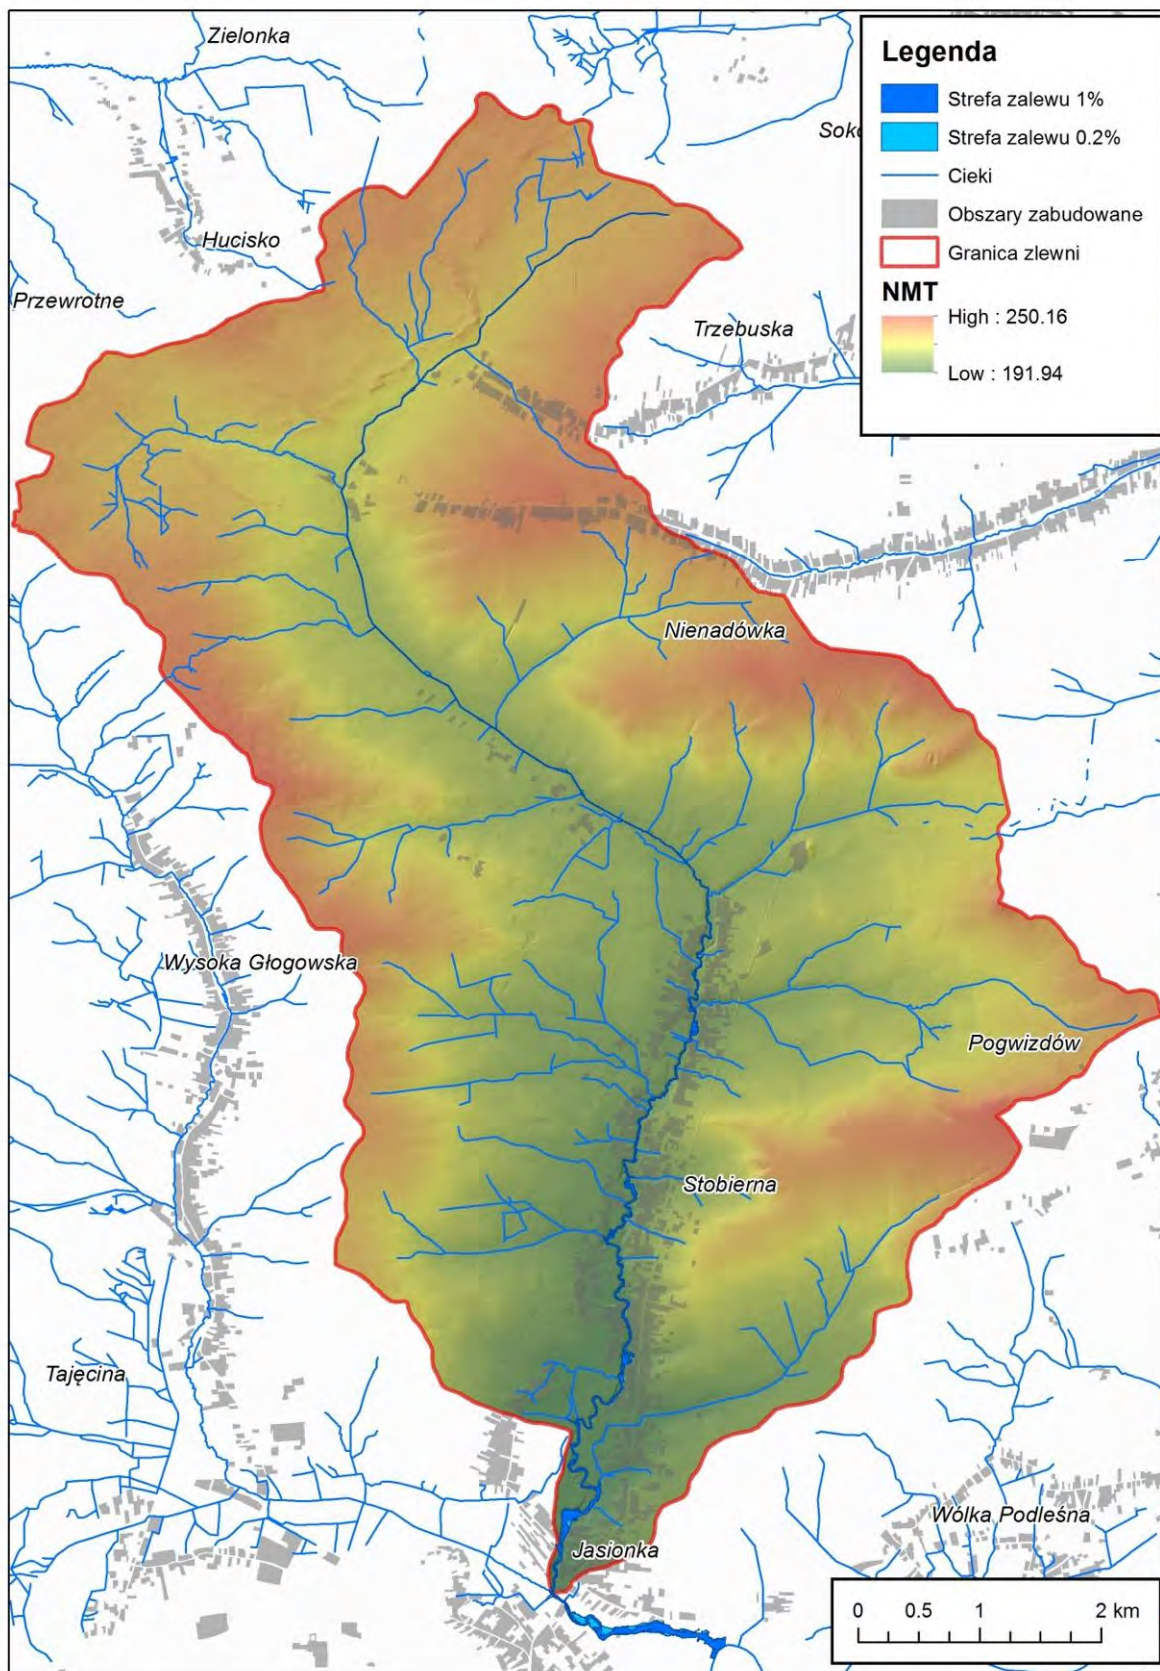 Zielonka
Legenda
Strefa zalewu 1%
Strefa zalewu 0.2%
Soko
Cieki
Obszary zabudowane
Hucisko
Granica zlewni
Przewrotne
NMT
High : 250.16
Trzebuska
Low : 191.94
Nienadówka
Wysoka Głogowska
Pogwizdów
Stobierna
Tajęcina
Wólka Podleśna
Jasionka
0 0.5 1 2 km